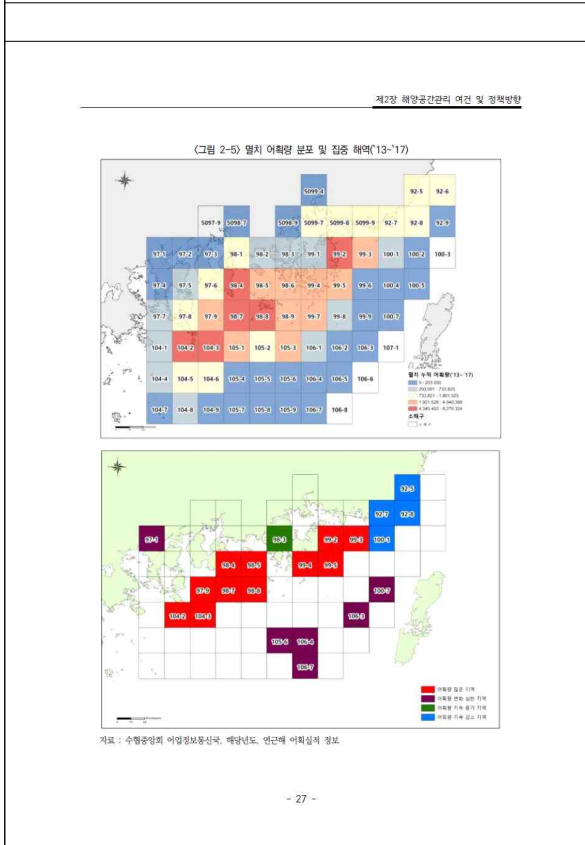 제2장 해양공간관리 여건 및 정책방향
<그림 2-5> 멸치 어획량 분포 및 집중 해역('13~'17)
5099-4 92-5 92-6
5097-9 5098-7 5098-9 5099-7 5099-8 5099-9 92-7 92-8 92-9
97-1 97-2 97-3 98-1 98-2 98-3 99-1 99-2 99-3 100-1 100-2 100-3
97-4 97-5 97-6 98-4 98-5 98-6 99-4 99-5 99-6 100-4 100-5
97-7 97-8 97-9 98-7 98-8 98-9 99-7 99-8 99-9 100-7
104-1 104-2 104-3 105-1 105-2 105-3 106-1 106-2 106-3 107-1
104-4 104-5 104-6 105-4 105-5 105-6 106-4 106-5 106-6
104-7 104-8 104-9 105-7 105-8 105-9 106-7 106-8
멸치 누적 어획량('13~'17)
소해구
소해구
92-5
92-7 92-8
97-1 98-3 99-2 99-3 100-1
98-4 98-5 99-4 99-5
97-9 98-7 98-8 100-7
104-2 104-3 106-3
105-6 106-4
106-7
어획량 많은 지역
어획량 변화 심한 지역
어획량 지속 증가 지역
어획량 지속 감소 지역
자료 : 수협중앙회 어업정보통신국, 해당년도, 연근해 어획실적 정보
- 27 -